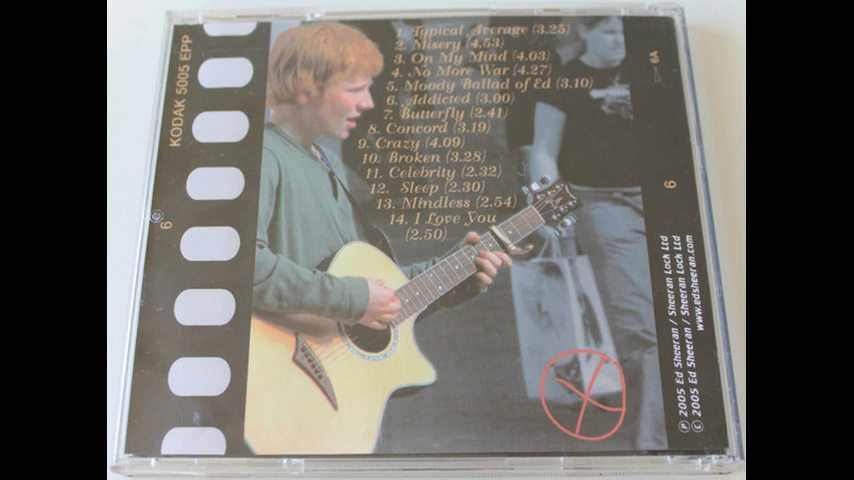 1. Typical Average (3.25)
2. Misery (4.53)
3. On My Mind (4.03)
4. No More War (4.27)
5. Moody Ballad of Ed (3.10)
6. Addicted (3.00)
7. Butterfly (2.41)
8. Concord (3.19)
9. Crazy (4.09)
10. Broken (3.28)
11. Celebrity (2.32)
12. Sleep (2.30)
13. Mindless (2.54)
14. I Love You
(2.50)
KODAK 5005 EPP
6
6A
6
℗ 2005 Ed Sheeran / Sheeran Lock Ltd
© 2005 Ed Sheeran / Sheeran Lock Ltd
www.edsheeran.com